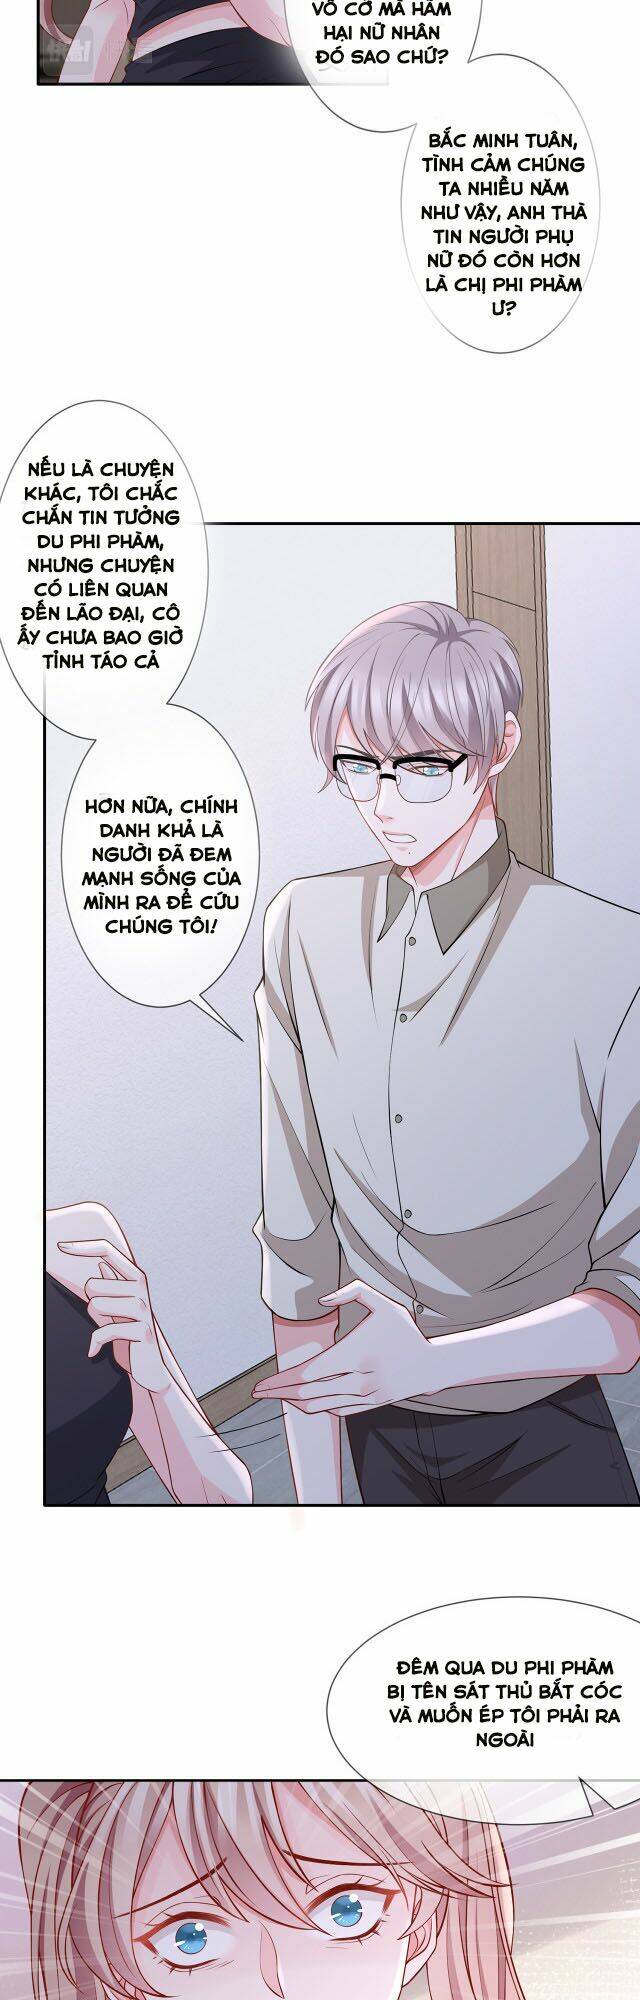 VÔ CỚ MÀ HÃM
HẠI NỮ NHÂN
ĐÓ SAO CHỨ?
BẮC MINH TUÂN,
TÌNH CẢM CHÚNG
TA NHIỀU NĂM
NHƯ VẬY, ANH THÀ
TIN NGƯỜI PHỤ
NỮ ĐÓ CÒN HƠN
LÀ CHỊ PHI PHÀM
Ư?
NẾU LÀ CHUYỆN
KHÁC, TÔI CHẮC
CHẮN TIN TƯỞNG
DU PHI PHÀM,
NHƯNG CHUYỆN
CÓ LIÊN QUAN
ĐẾN LÃO ĐẠI, CÔ
ẤY CHƯA BAO GIỜ
TỈNH TÁO CẢ
HƠN NỮA, CHÍNH
DANH KHẢ LÀ
NGƯỜI ĐÃ ĐEM
MẠNH SỐNG CỦA
MÌNH RA ĐỂ CỨU
CHÚNG TÔI!
ĐÊM QUA DU PHI PHÀM
BỊ TÊN SÁT THỦ BẮT CÓC
VÀ MUỐN ÉP TÔI PHẢI RA
NGOÀI